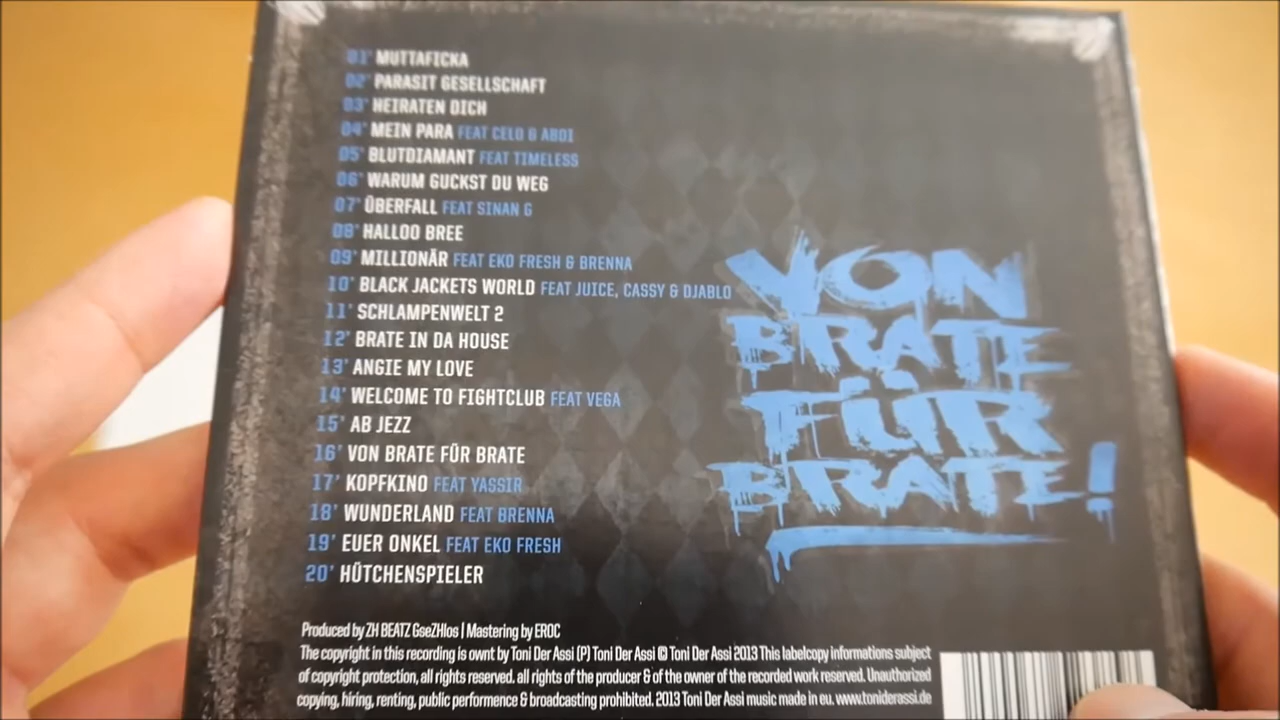 01' MUTTAFICKA
02' PARASIT GESELLSCHAFT
03' HEIRATEN DICH
04' MEIN PARA FEAT CELO & ABDI
05' BLUTDIAMANT FEAT TIMELESS
06' WARUM GUCKST DU WEG
07' ÜBERFALL FEAT SINAN G
08' HALLOO BREE
09' MILLIONÄR FEAT EKO FRESH & BRENNA
10' BLACK JACKETS WORLD FEAT JUICE, CASSY & DJABLO
11' SCHLAMPENWELT 2
12' BRATE IN DA HOUSE
13' ANGIE MY LOVE
14' WELCOME TO FIGHTCLUB FEAT VEGA
15' AB JEZZ
16' VON BRATE FÜR BRATE
17' KOPFKINO FEAT YASSIR
18' WUNDERLAND FEAT BRENNA
19' EUER ONKEL FEAT EKO FRESH
20' HÜTCHENSPIELER
VON
BRATE
FÜR
BRATE!
Produced by ZH BEATZ GseZHlos | Mastering by EROC
The copyright in this recording is ownt by Toni Der Assi (P) Toni Der Assi © Toni Der Assi 2013 This labelcopy informations subject
of copyright protection, all rights reserved. all rights of the producer & of the owner of the recorded work reserved. Unauthorized
copying, hiring, renting, public performance & broadcasting prohibited. 2013 Toni Der Assi music made in eu. www.toniderassi.de